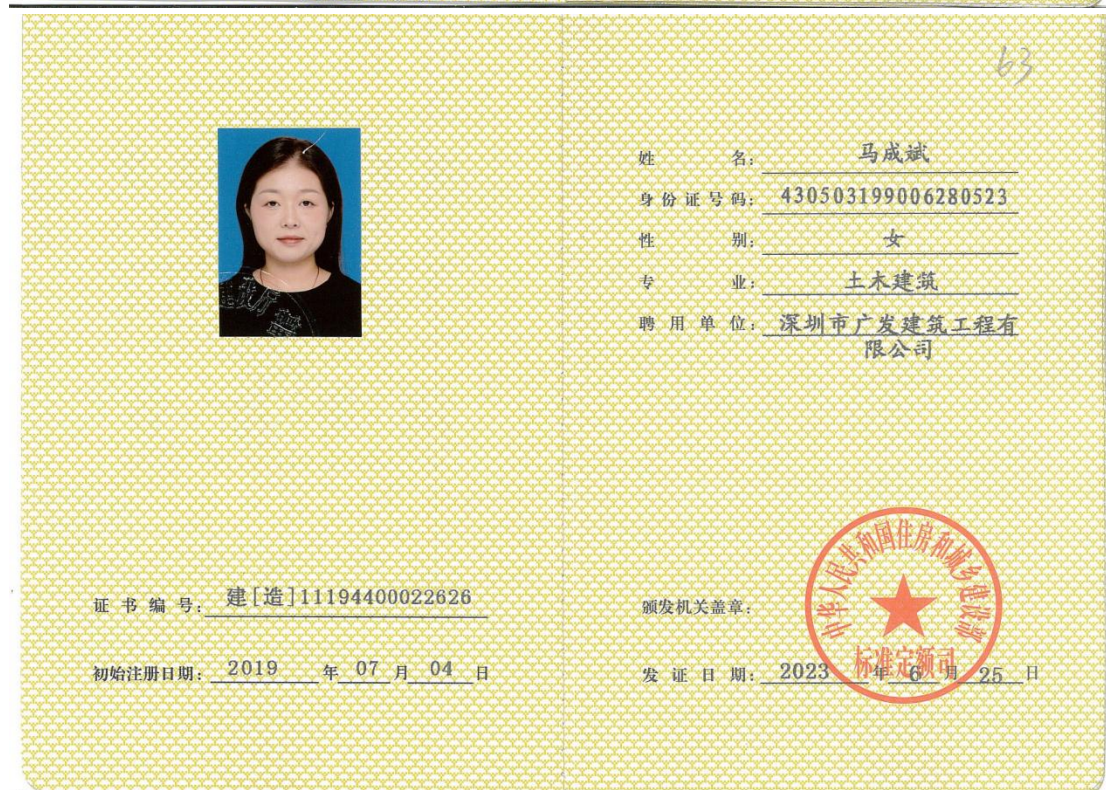 63
姓名：马成斌
身份证号码：430503199006280523
性别：女
专业：土木建筑
聘用单位：深圳市广发建筑工程有
限公司
证书编号：建[造]11194400022626
初始注册日期：2019年07月04日
颁发机关盖章：
中华人民共和国住房和城乡建设部
标准定额司
发证日期：2023年6月25日